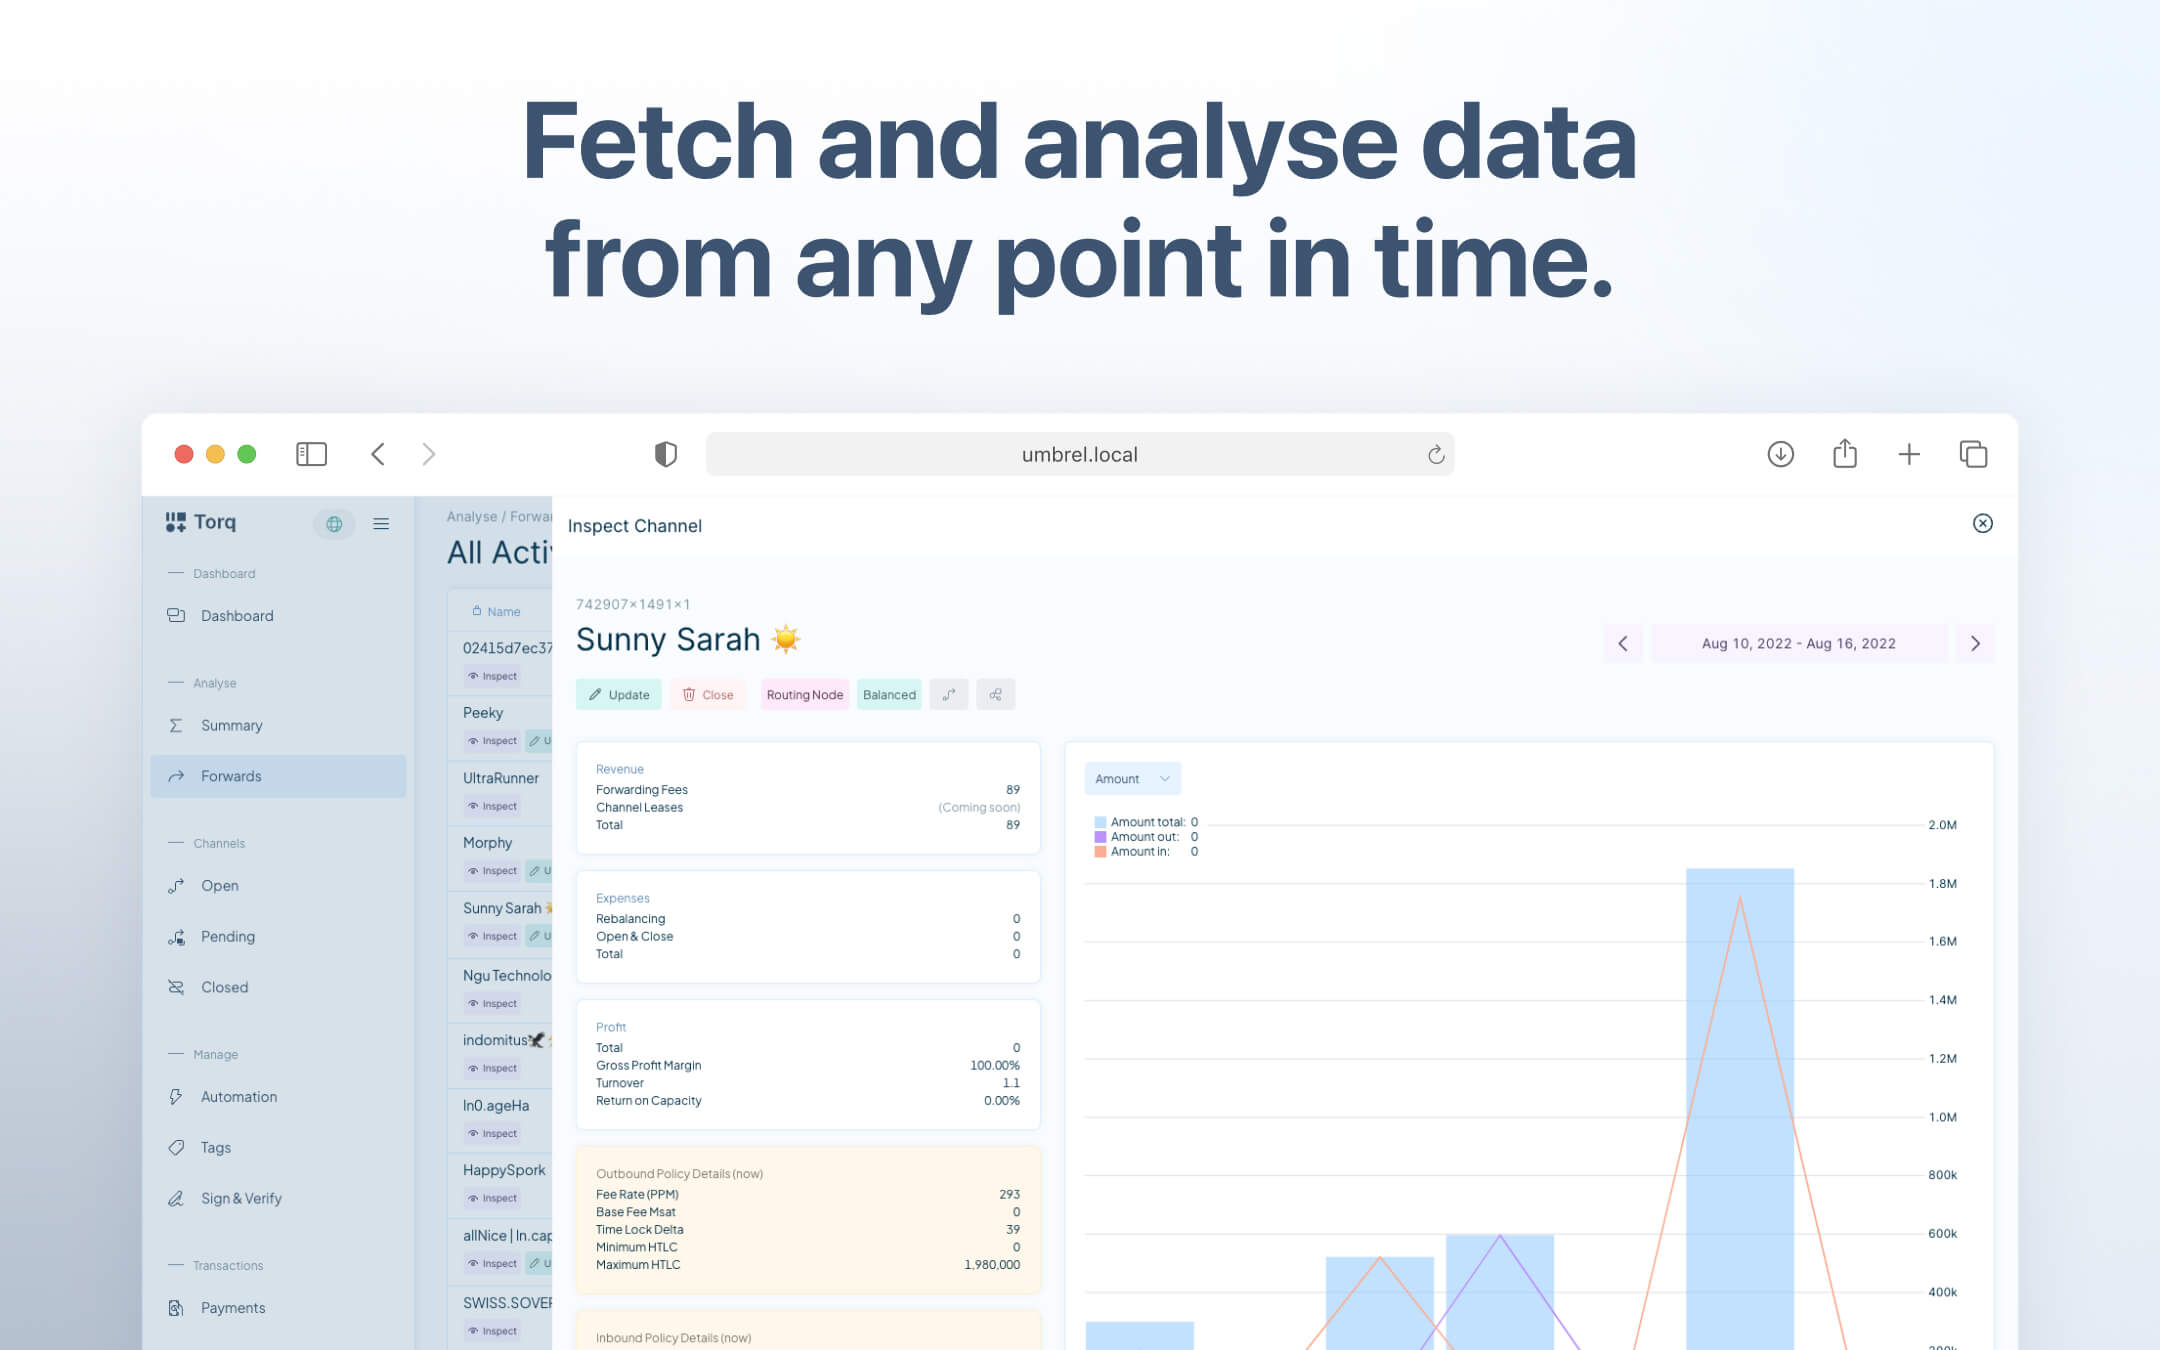 Fetch and analyse data
from any point in time.
umbrel.local
Torq
Dashboard
Dashboard
Analyse
Summary
Forwards
Channels
Open
Pending
Closed
Manage
Automation
Tags
Sign & Verify
Transactions
Payments
Analyse / Forwa
All Acti
Name
02415d7ec37
Inspect
Peeky
Inspect U
UltraRunner
Inspect
Morphy
Inspect U
Sunny Sarah ☀️
Inspect U
Ngu Technolo
Inspect
indomitus🦅⚡
Inspect
ln0.ageHa
Inspect
HappySpork
Inspect
allNice | ln.cap
Inspect U
SWISS.SOVER
Inspect
Inspect Channel
742907×1491×1
Sunny Sarah ☀️
Aug 10, 2022 - Aug 16, 2022
Update Close Routing Node Balanced
Revenue
Forwarding Fees 89
Channel Leases (Coming soon)
Total 89
Expenses
Rebalancing 0
Open & Close 0
Total 0
Profit
Total 0
Gross Profit Margin 100.00%
Turnover 1.1
Return on Capacity 0.00%
Outbound Policy Details (now)
Fee Rate (PPM) 293
Base Fee Msat 0
Time Lock Delta 39
Minimum HTLC 0
Maximum HTLC 1,980,000
Inbound Policy Details (now)
Amount
Amount total: 0
Amount out: 0
Amount in: 0
2.0M
1.8M
1.6M
1.4M
1.2M
1.0M
800k
600k
400k